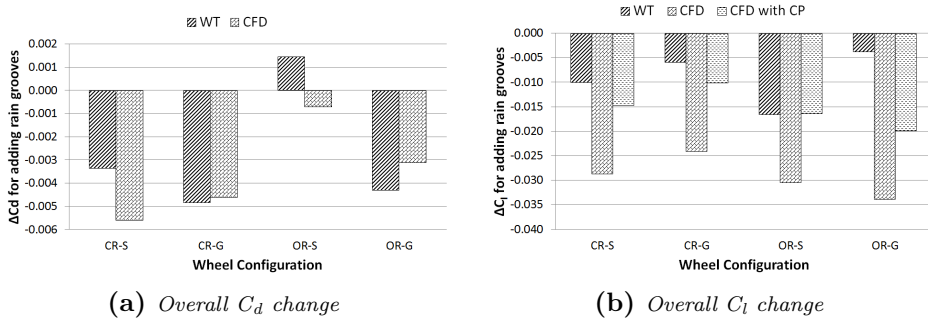 WT CFD
0.002
0.001
0.000
-0.001
-0.002
-0.003
-0.004
-0.005
-0.006
ΔCd for adding rain grooves
CR-S CR-G OR-S OR-G
Wheel Configuration
(a) Overall C_d change
WT CFD CFD with CP
0.000
-0.005
-0.010
-0.015
-0.020
-0.025
-0.030
-0.035
-0.040
ΔC_l for adding rain grooves
CR-S CR-G OR-S OR-G
Wheel Configuration
(b) Overall C_l change